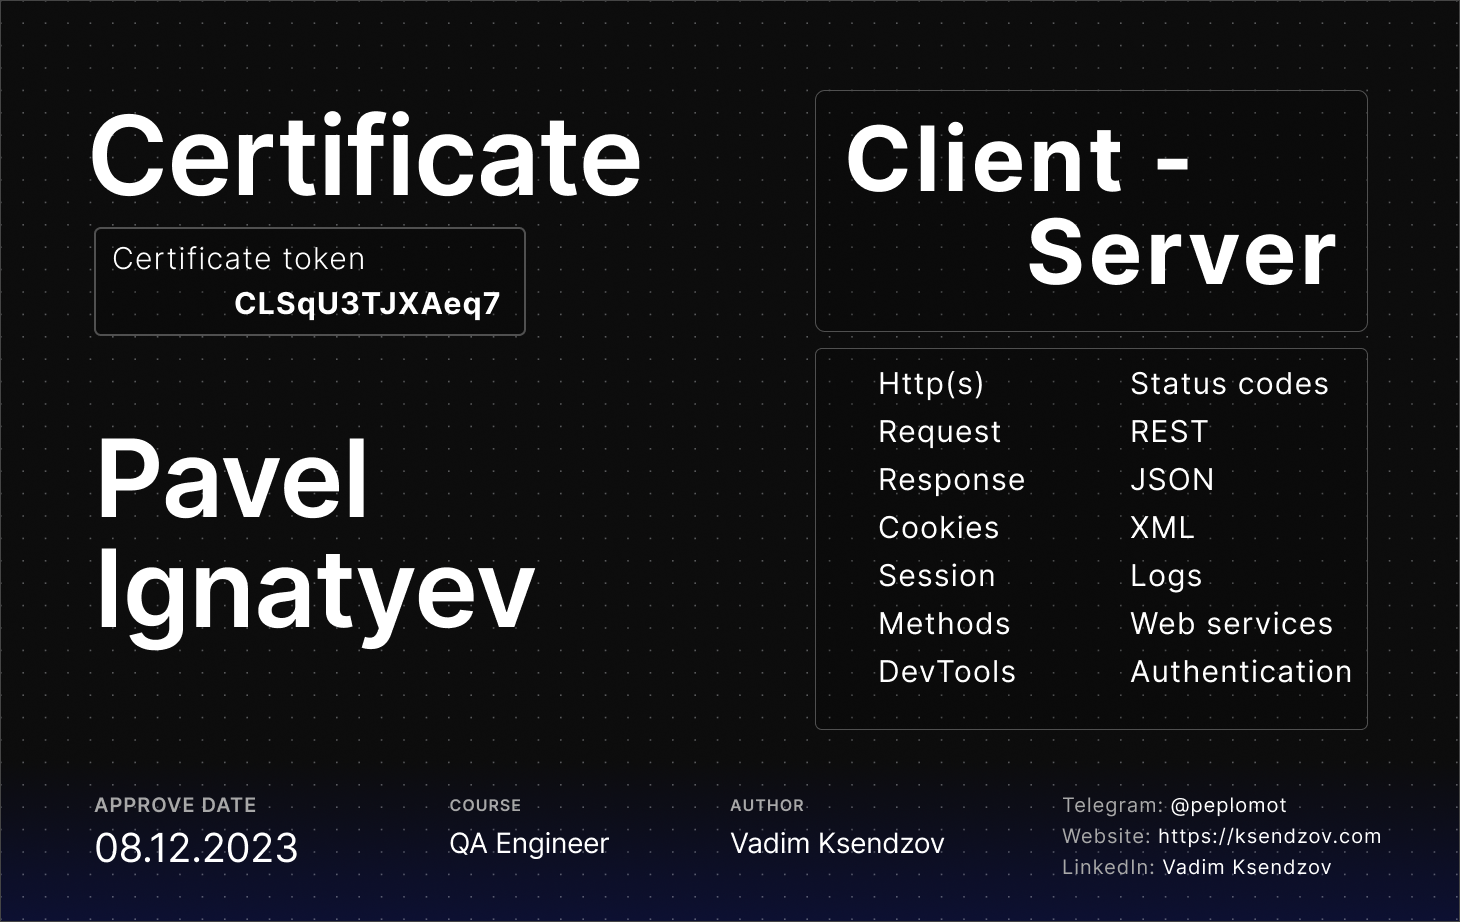 Certificate
Certificate token
CLSqU3TJXAeq7
Pavel
Ignatyev
Client -
Server
Http(s)
Request
Response
Cookies
Session
Methods
DevTools
Status codes
REST
JSON
XML
Logs
Web services
Authentication
APPROVE DATE
08.12.2023
COURSE
QA Engineer
AUTHOR
Vadim Ksendzov
Telegram: @peplomot
Website: https://ksendzov.com
LinkedIn: Vadim Ksendzov